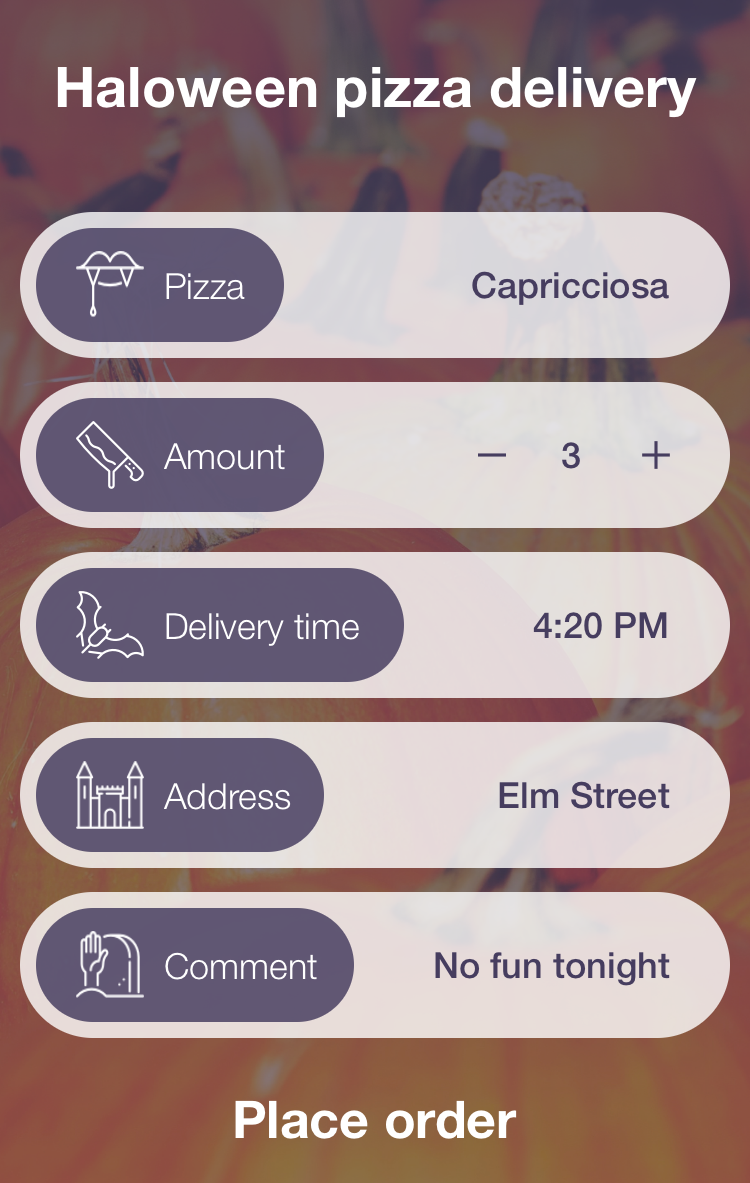 Haloween pizza delivery
Pizza Capricciosa
Amount − 3 +
Delivery time 4:20 PM
Address Elm Street
Comment No fun tonight
Place order